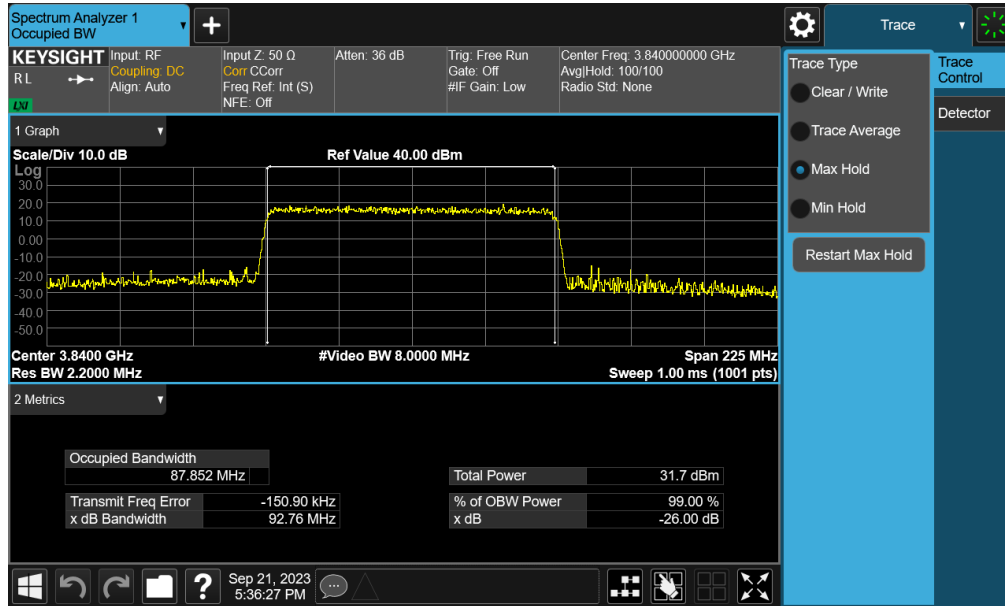 Spectrum Analyzer 1
Occupied BW
+
Trace
KEYSIGHT
R L
LXI
Input: RF
Coupling: DC
Align: Auto
Input Z: 50 Ω
Corr CCorr
Freq Ref: Int (S)
NFE: Off
Atten: 36 dB
Trig: Free Run
Gate: Off
#IF Gain: Low
Center Freq: 3.840000000 GHz
Avg|Hold: 100/100
Radio Std: None
Trace Type
Clear / Write
Trace Average
Max Hold
Min Hold
Restart Max Hold
Trace
Control
Detector
1 Graph
Scale/Div 10.0 dB
Ref Value 40.00 dBm
Log
30.0
20.0
10.0
0.00
-10.0
-20.0
-30.0
-40.0
-50.0
Center 3.8400 GHz
#Video BW 8.0000 MHz
Span 225 MHz
Res BW 2.2000 MHz
Sweep 1.00 ms (1001 pts)
2 Metrics
Occupied Bandwidth
87.852 MHz
Total Power 31.7 dBm
Transmit Freq Error -150.90 kHz
% of OBW Power 99.00 %
x dB Bandwidth 92.76 MHz
x dB -26.00 dB
?
Sep 21, 2023
5:36:27 PM